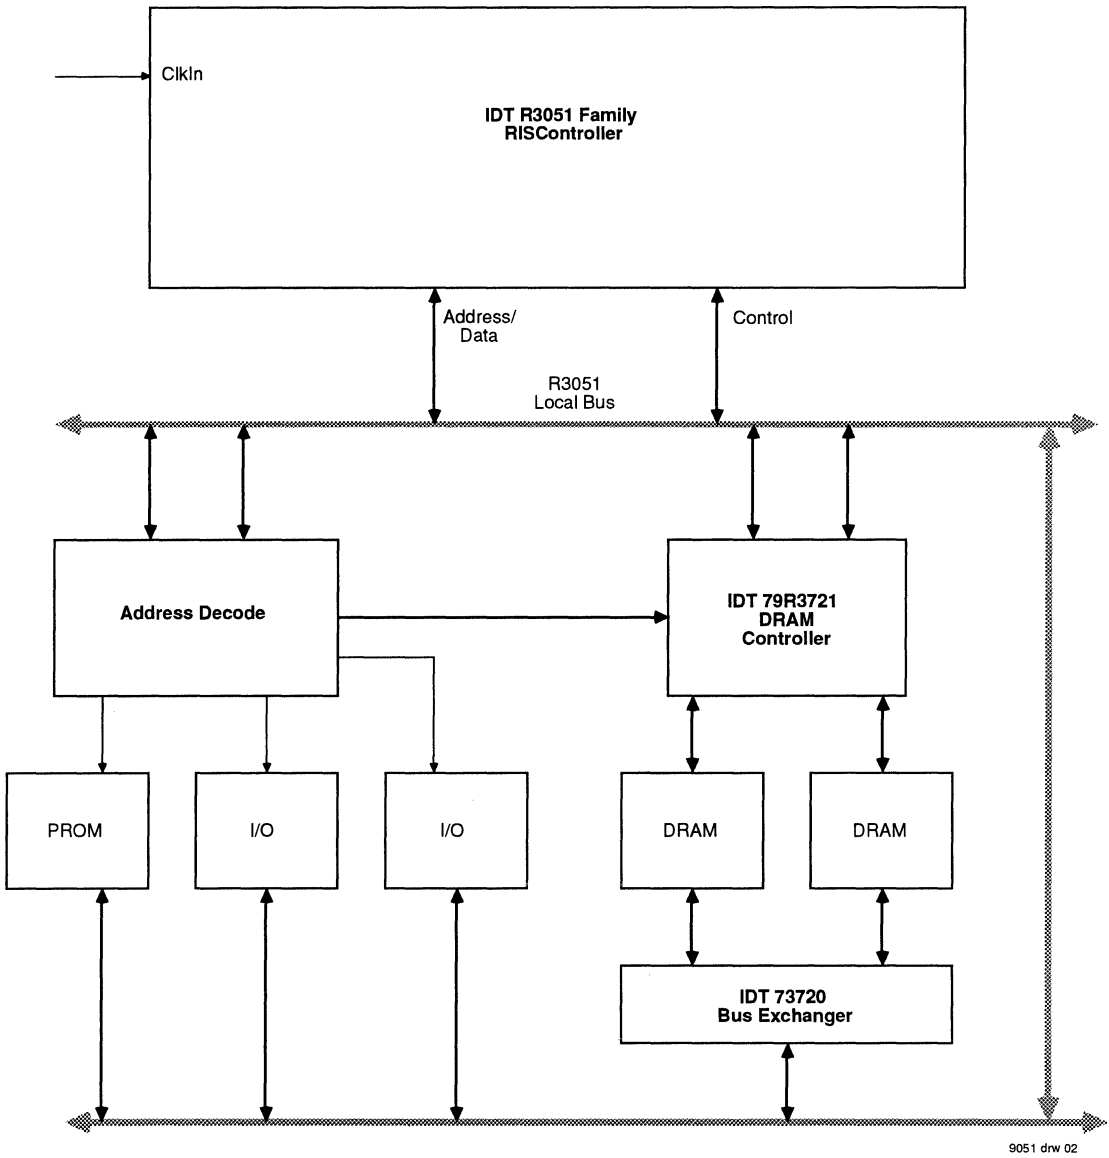 ClkIn
IDT R3051 Family
RISController
Address/
Data
Control
R3051
Local Bus
Address Decode
IDT 79R3721
DRAM
Controller
PROM
I/O
I/O
DRAM
DRAM
IDT 73720
Bus Exchanger
9051 drw 02